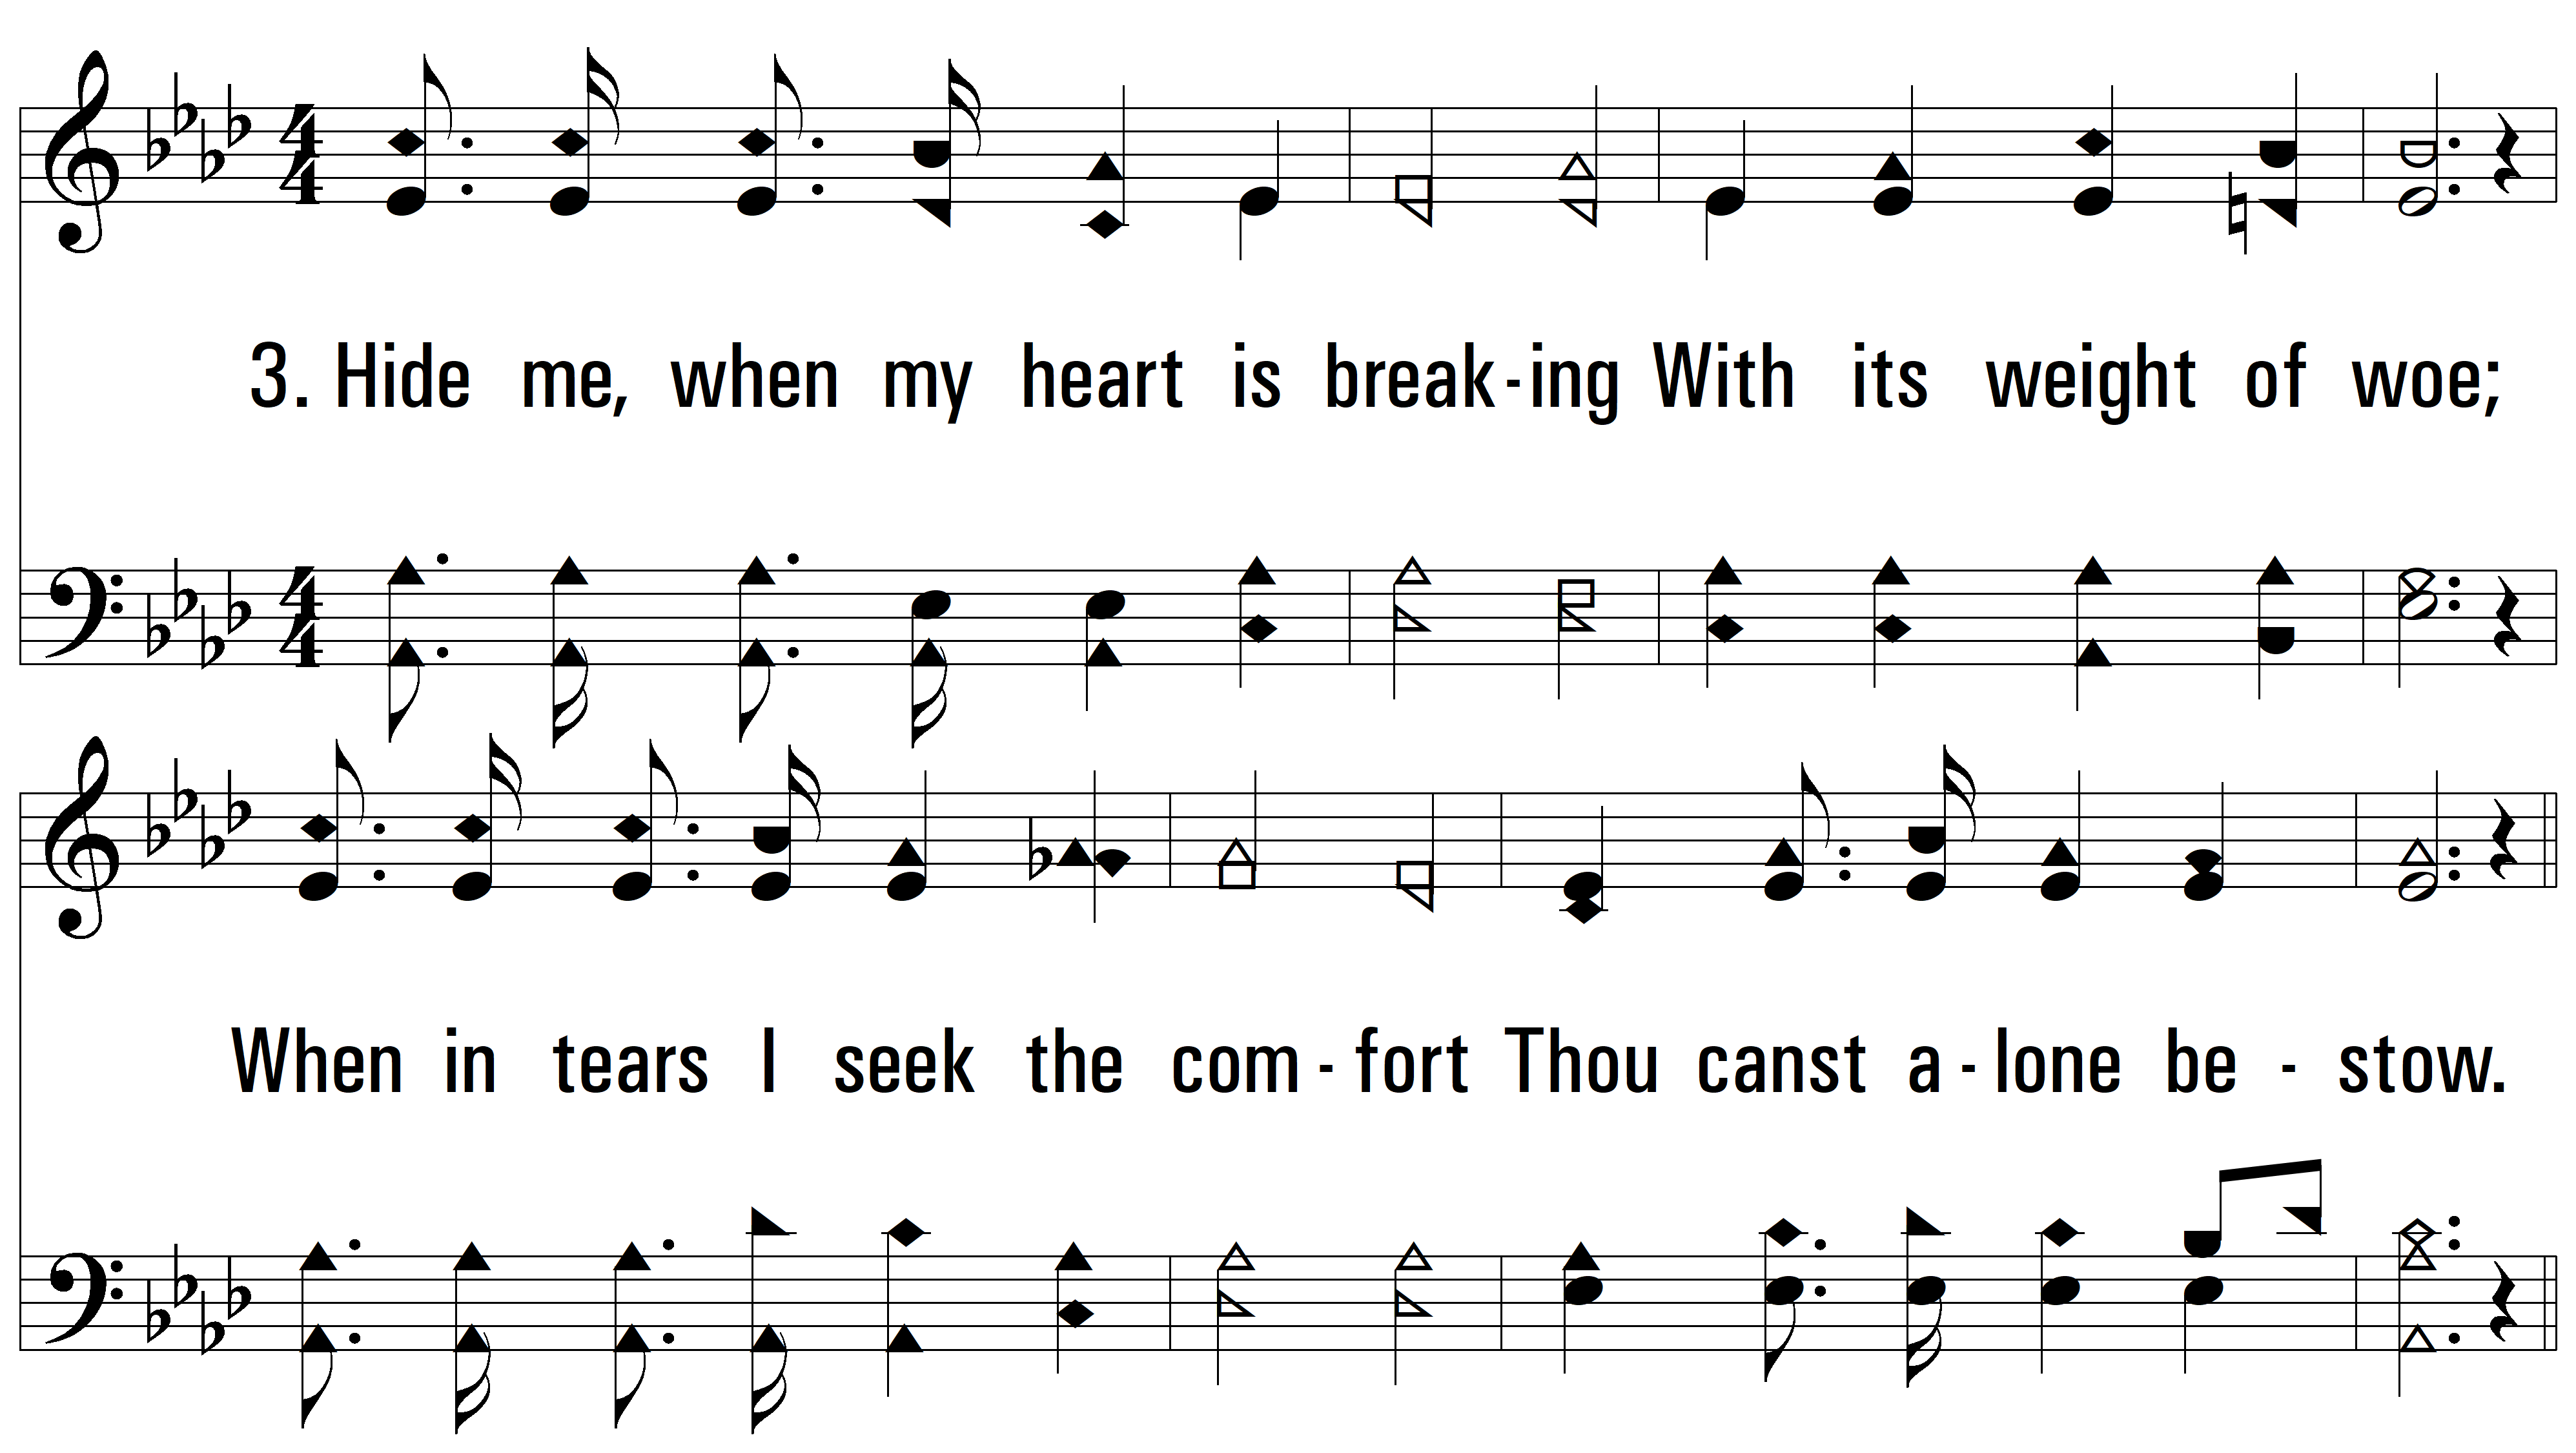 3. Hide me, when my heart is break-ing With its weight of woe;
When in tears I seek the com - fort Thou canst a - lone be - stow.